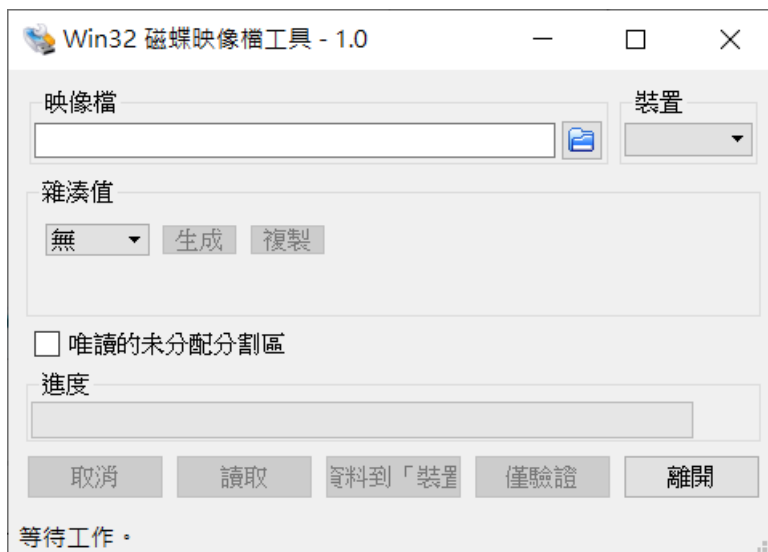 Win32 磁蝶映像檔工具 - 1.0
映像檔
裝置
雜湊值
無
生成
複製
唯讀的未分配分割區
進度
取消
讀取
資料到「裝置
僅驗證
離開
等待工作。